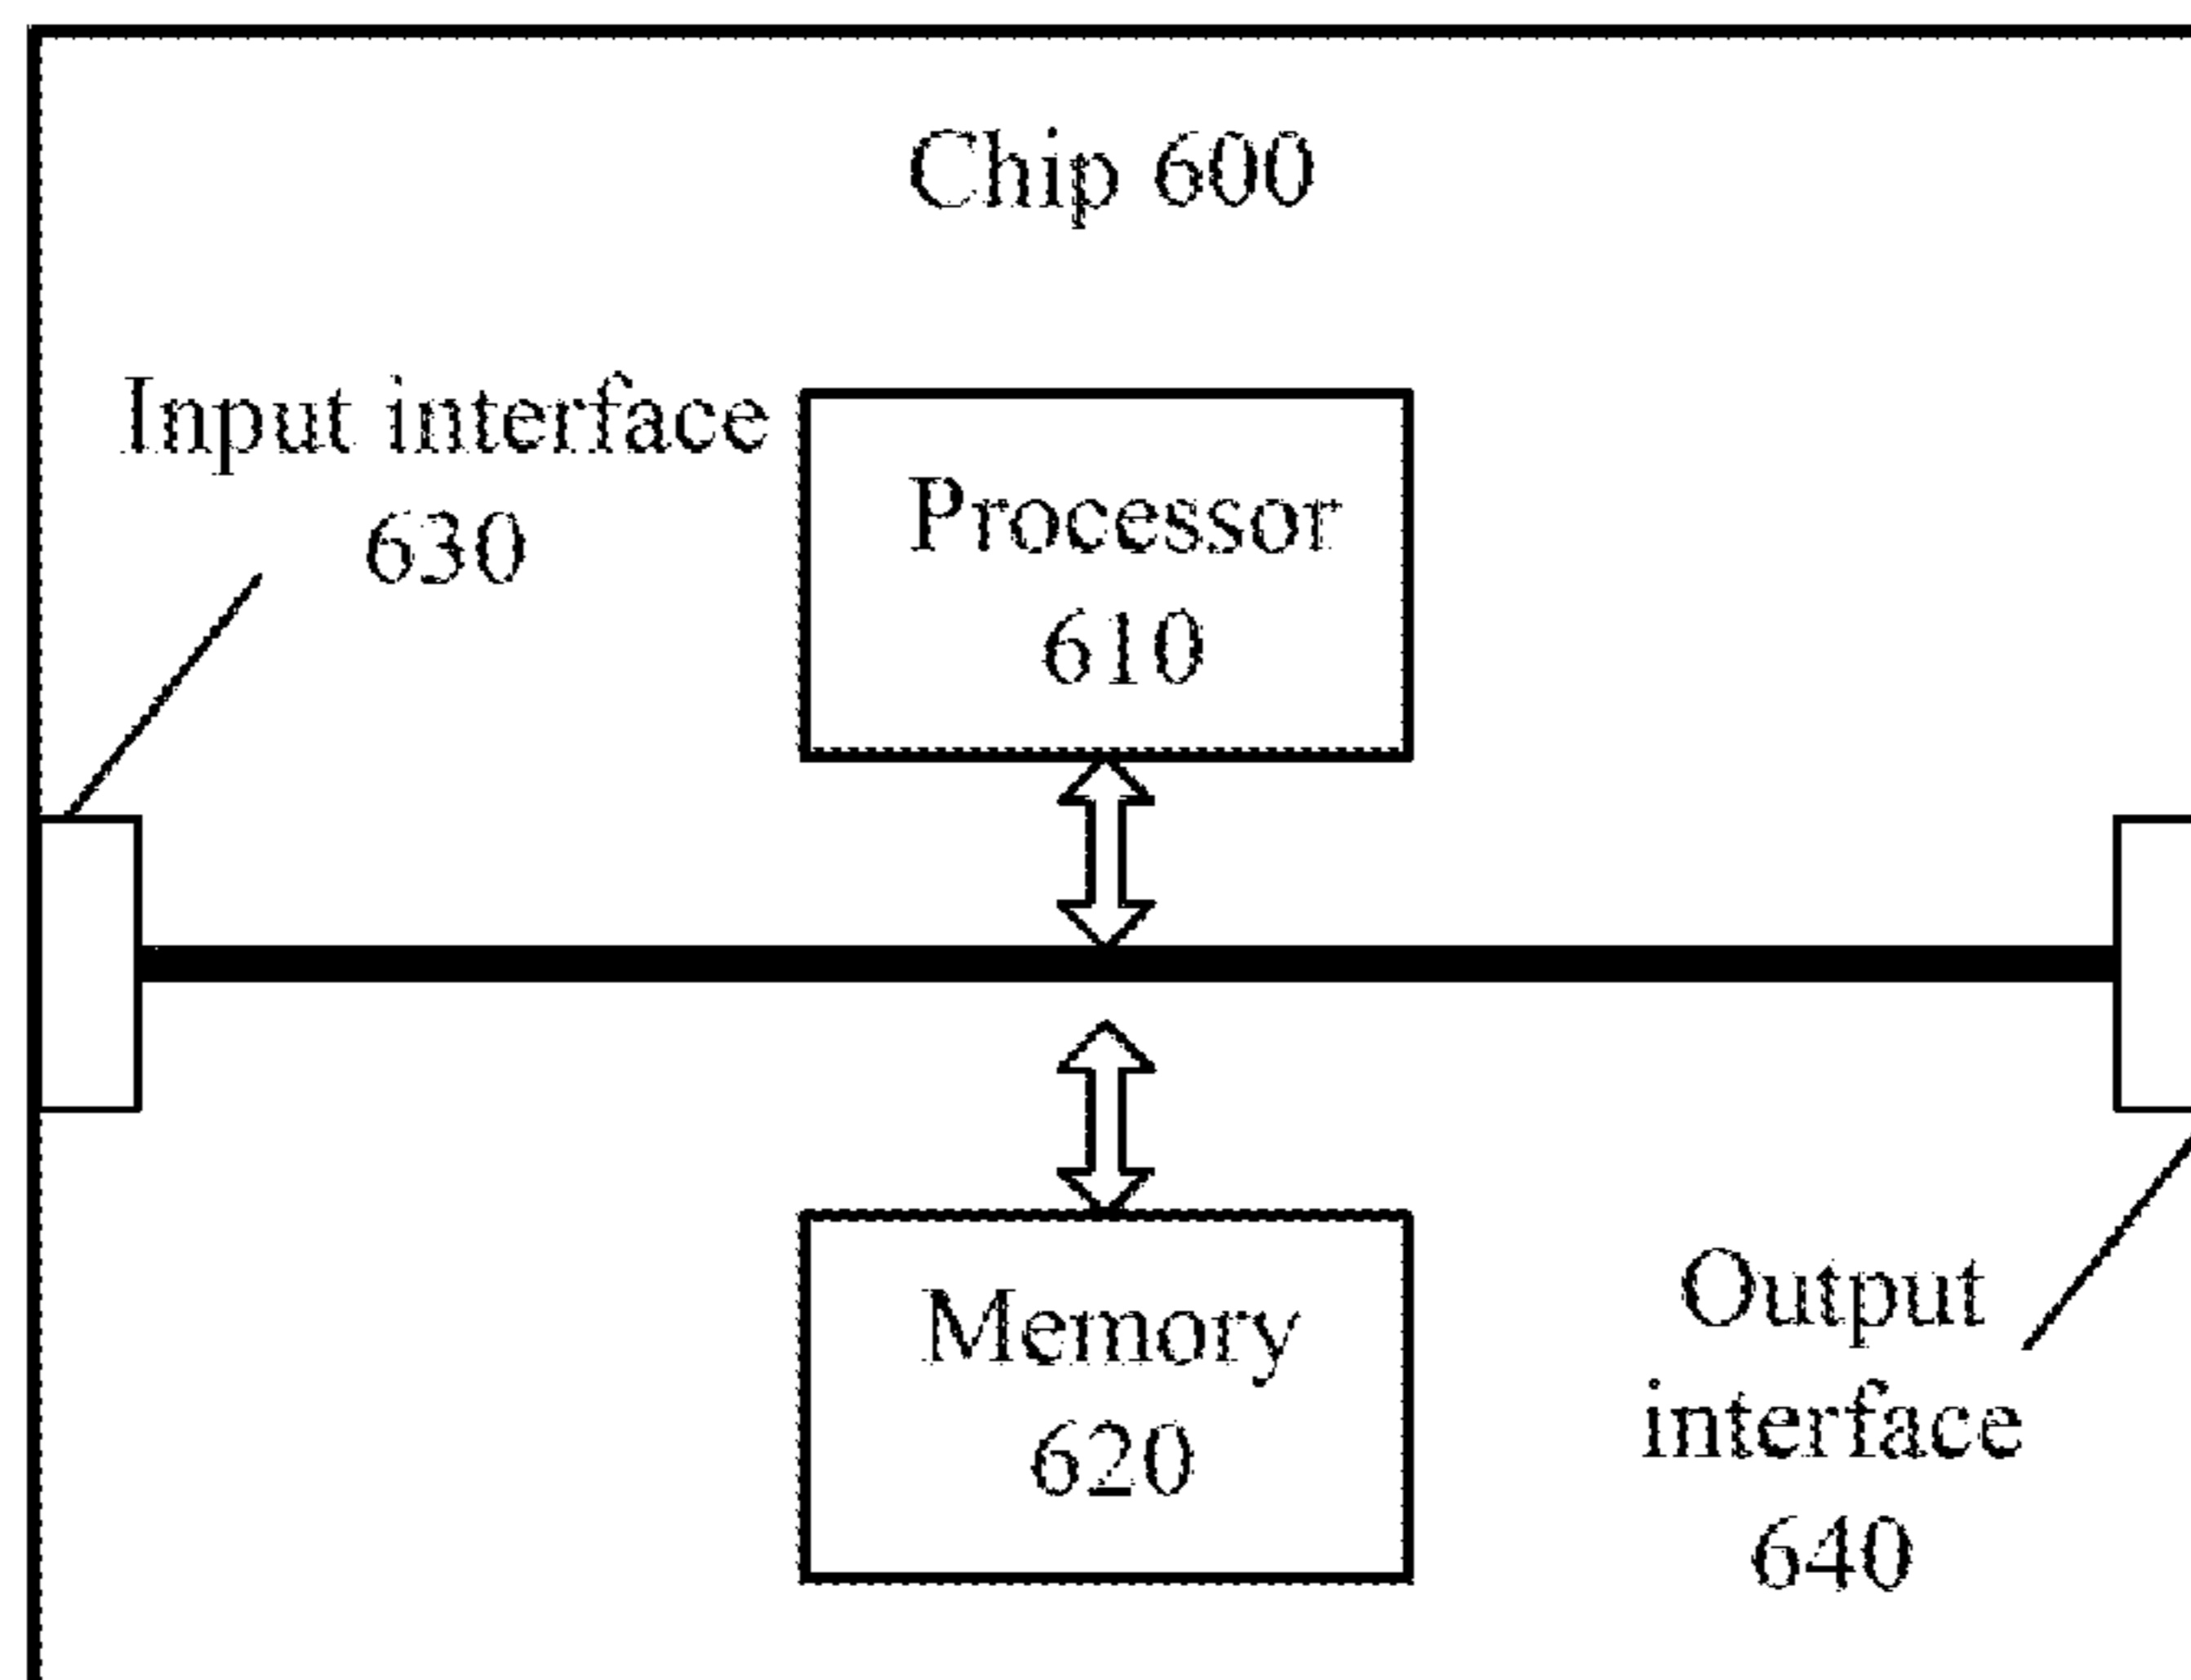 Chip 600
Input interface
630
Processor
610
Memory
620
Output
interface
640